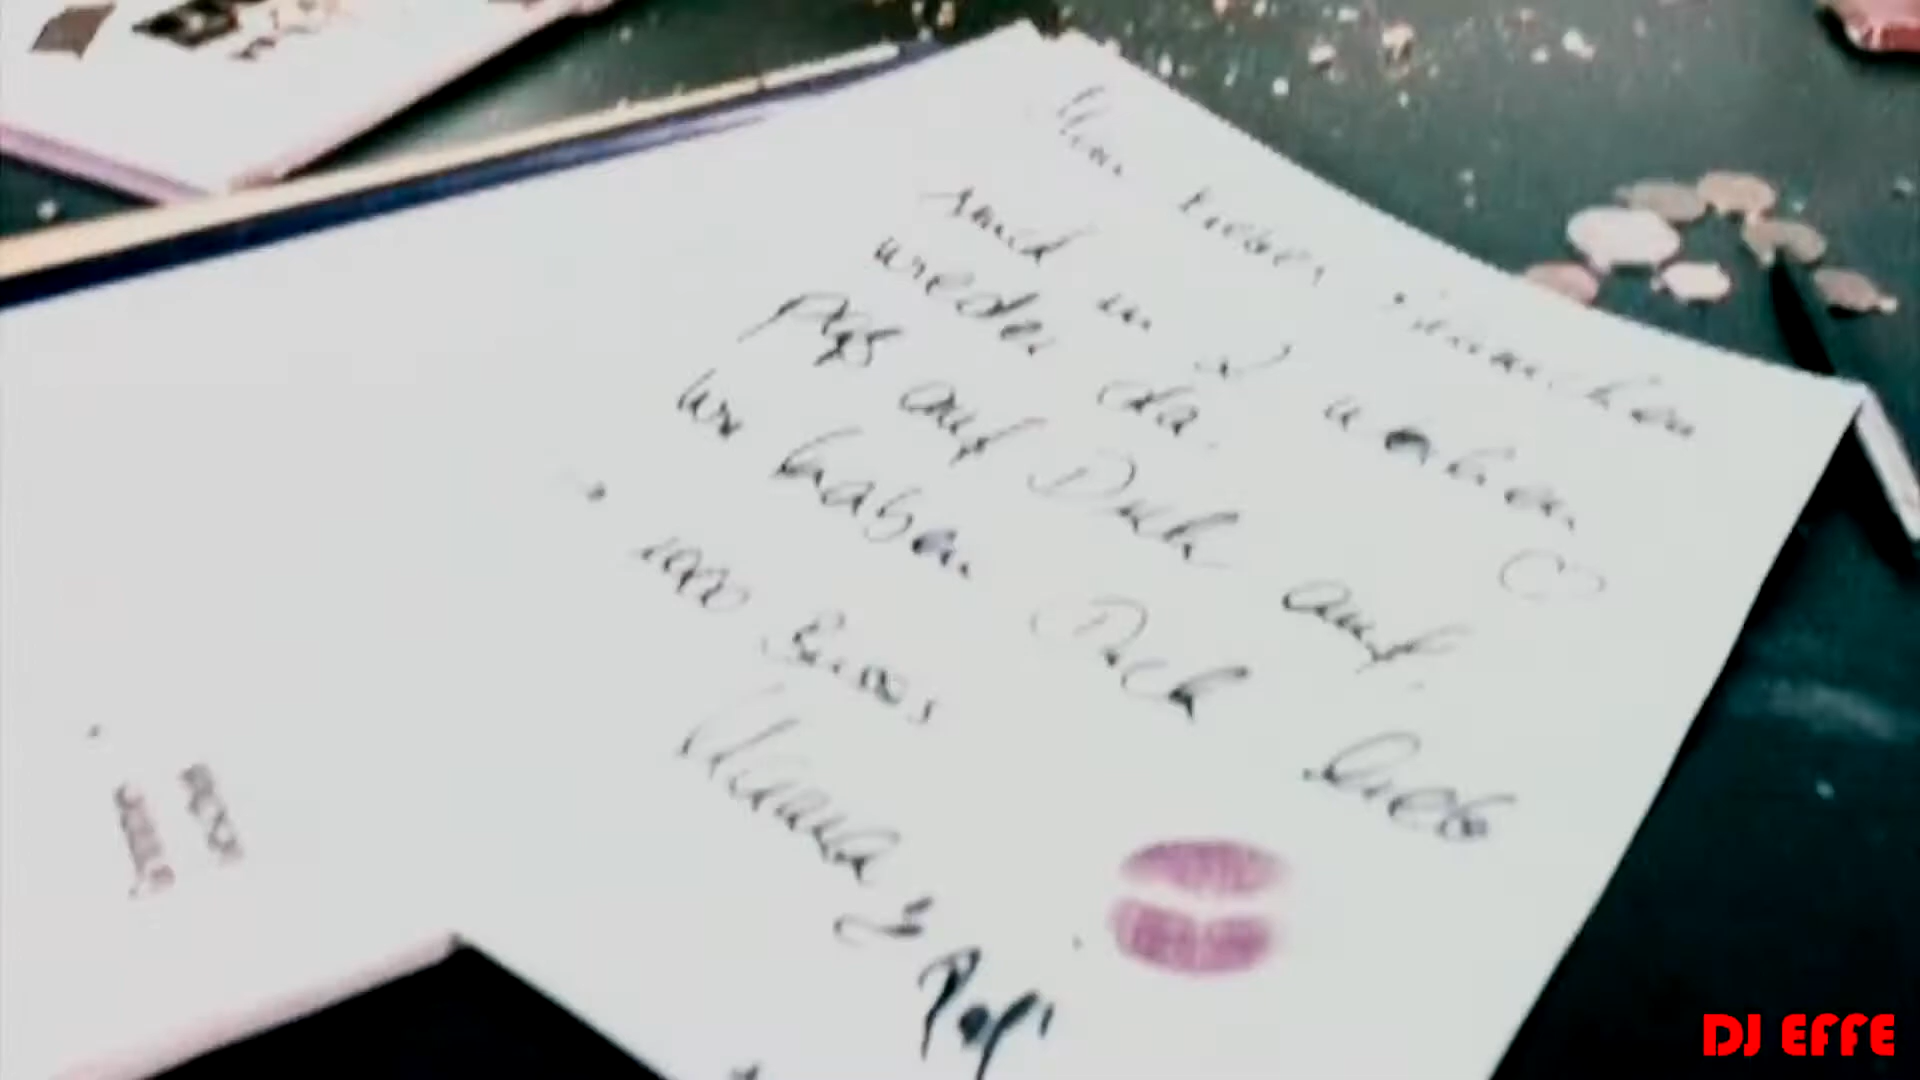 Mein lieber
sind in 2 Wochen
wieder da.
Paß auf Dich auf.
Wir haben Dich lieb
1000 Bussis
Mama &
Papi
DJ EFFE